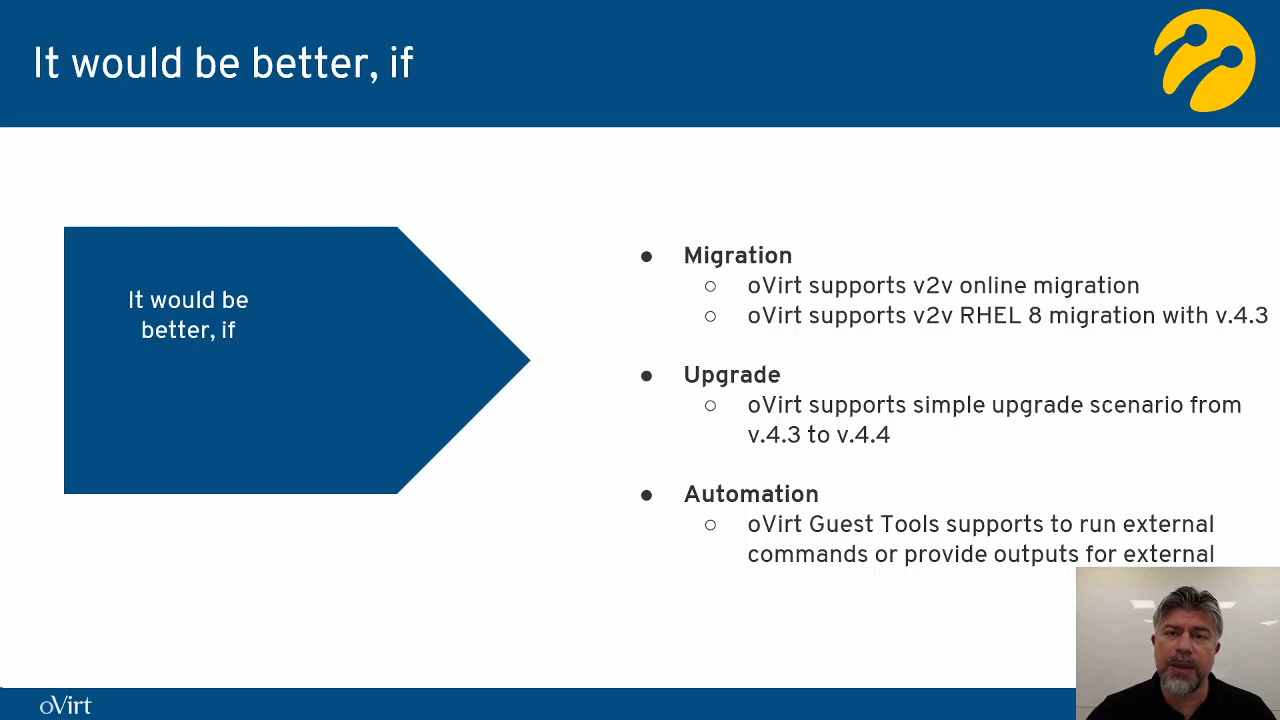 It would be better, if
It would be
better, if
● Migration
○ oVirt supports v2v online migration
○ oVirt supports v2v RHEL 8 migration with v.4.3
● Upgrade
○ oVirt supports simple upgrade scenario from
v.4.3 to v.4.4
● Automation
○ oVirt Guest Tools supports to run external
commands or provide outputs for external
oVirt